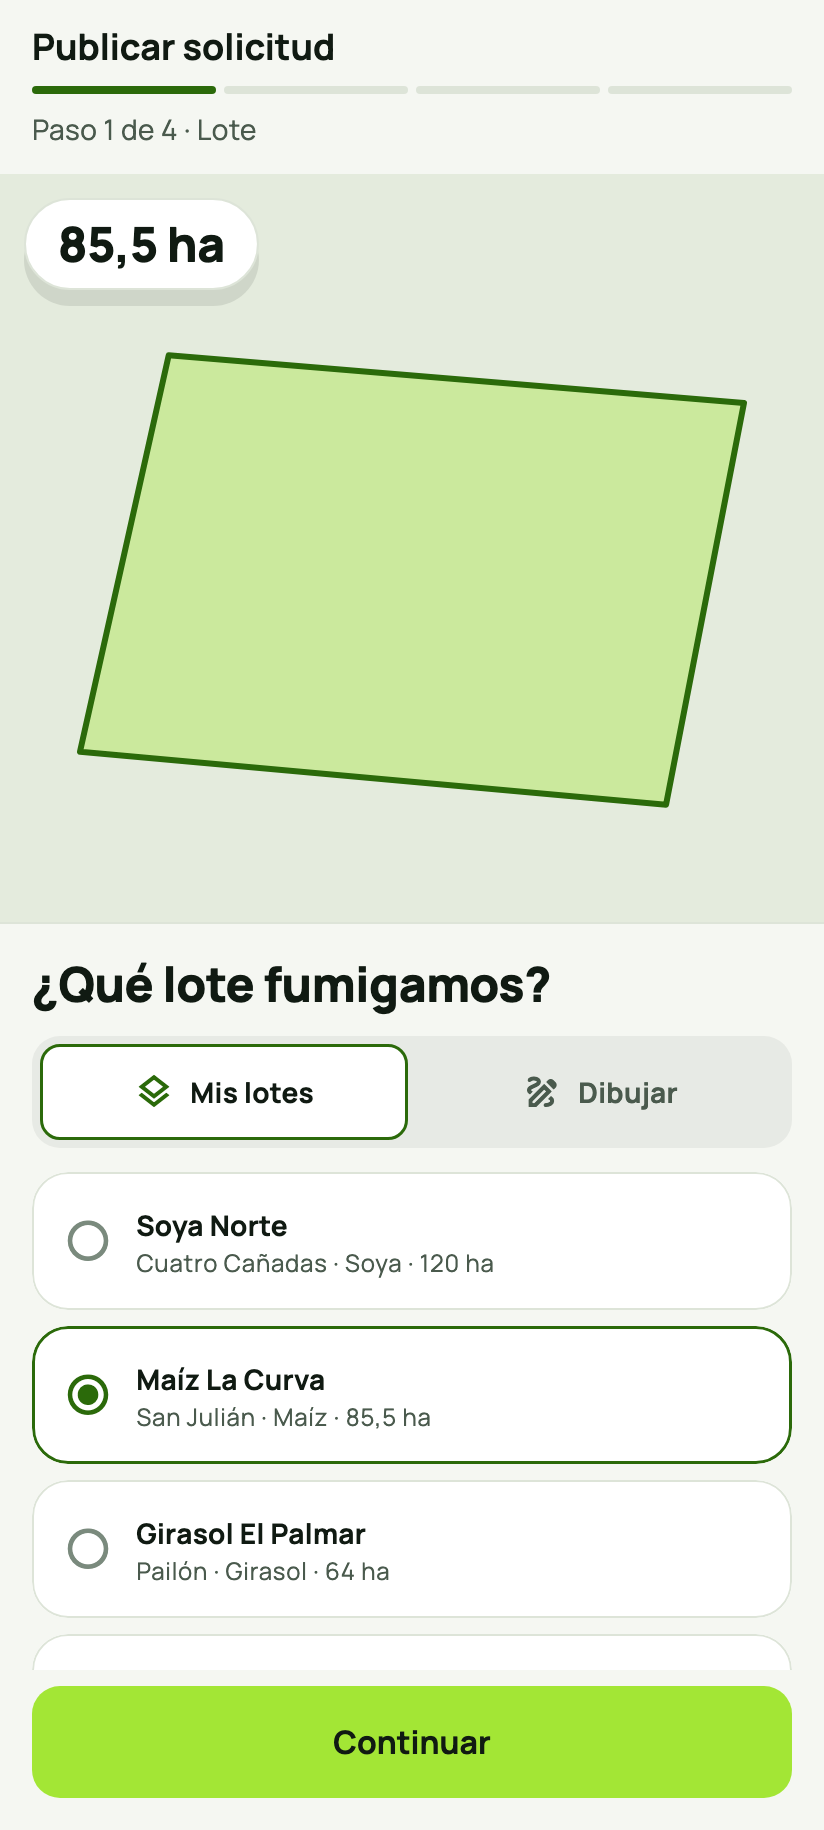 Publicar solicitud
Paso 1 de 4 · Lote
85,5 ha
¿Qué lote fumigamos?
Mis lotes
Dibujar
Soya Norte
Cuatro Cañadas · Soya · 120 ha
Maíz La Curva
San Julián · Maíz · 85,5 ha
Girasol El Palmar
Pailón · Girasol · 64 ha
Continuar